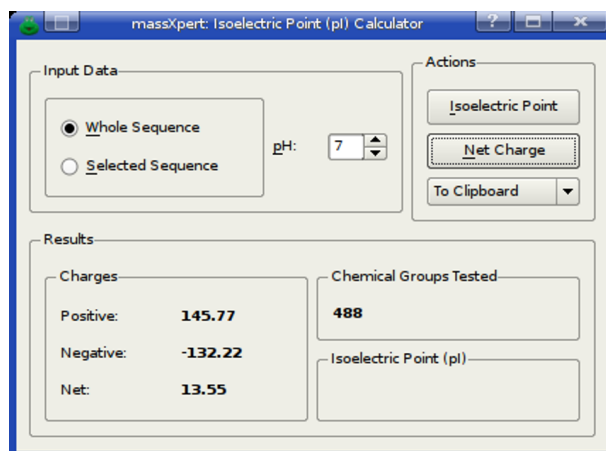 massXpert: Isoelectric Point (pI) Calculator
?
Input Data
Whole Sequence
Selected Sequence
pH:
7
Actions
Isoelectric Point
Net Charge
To Clipboard
Results
Charges
Positive: 145.77
Negative: -132.22
Net: 13.55
Chemical Groups Tested
488
Isoelectric Point (pI)